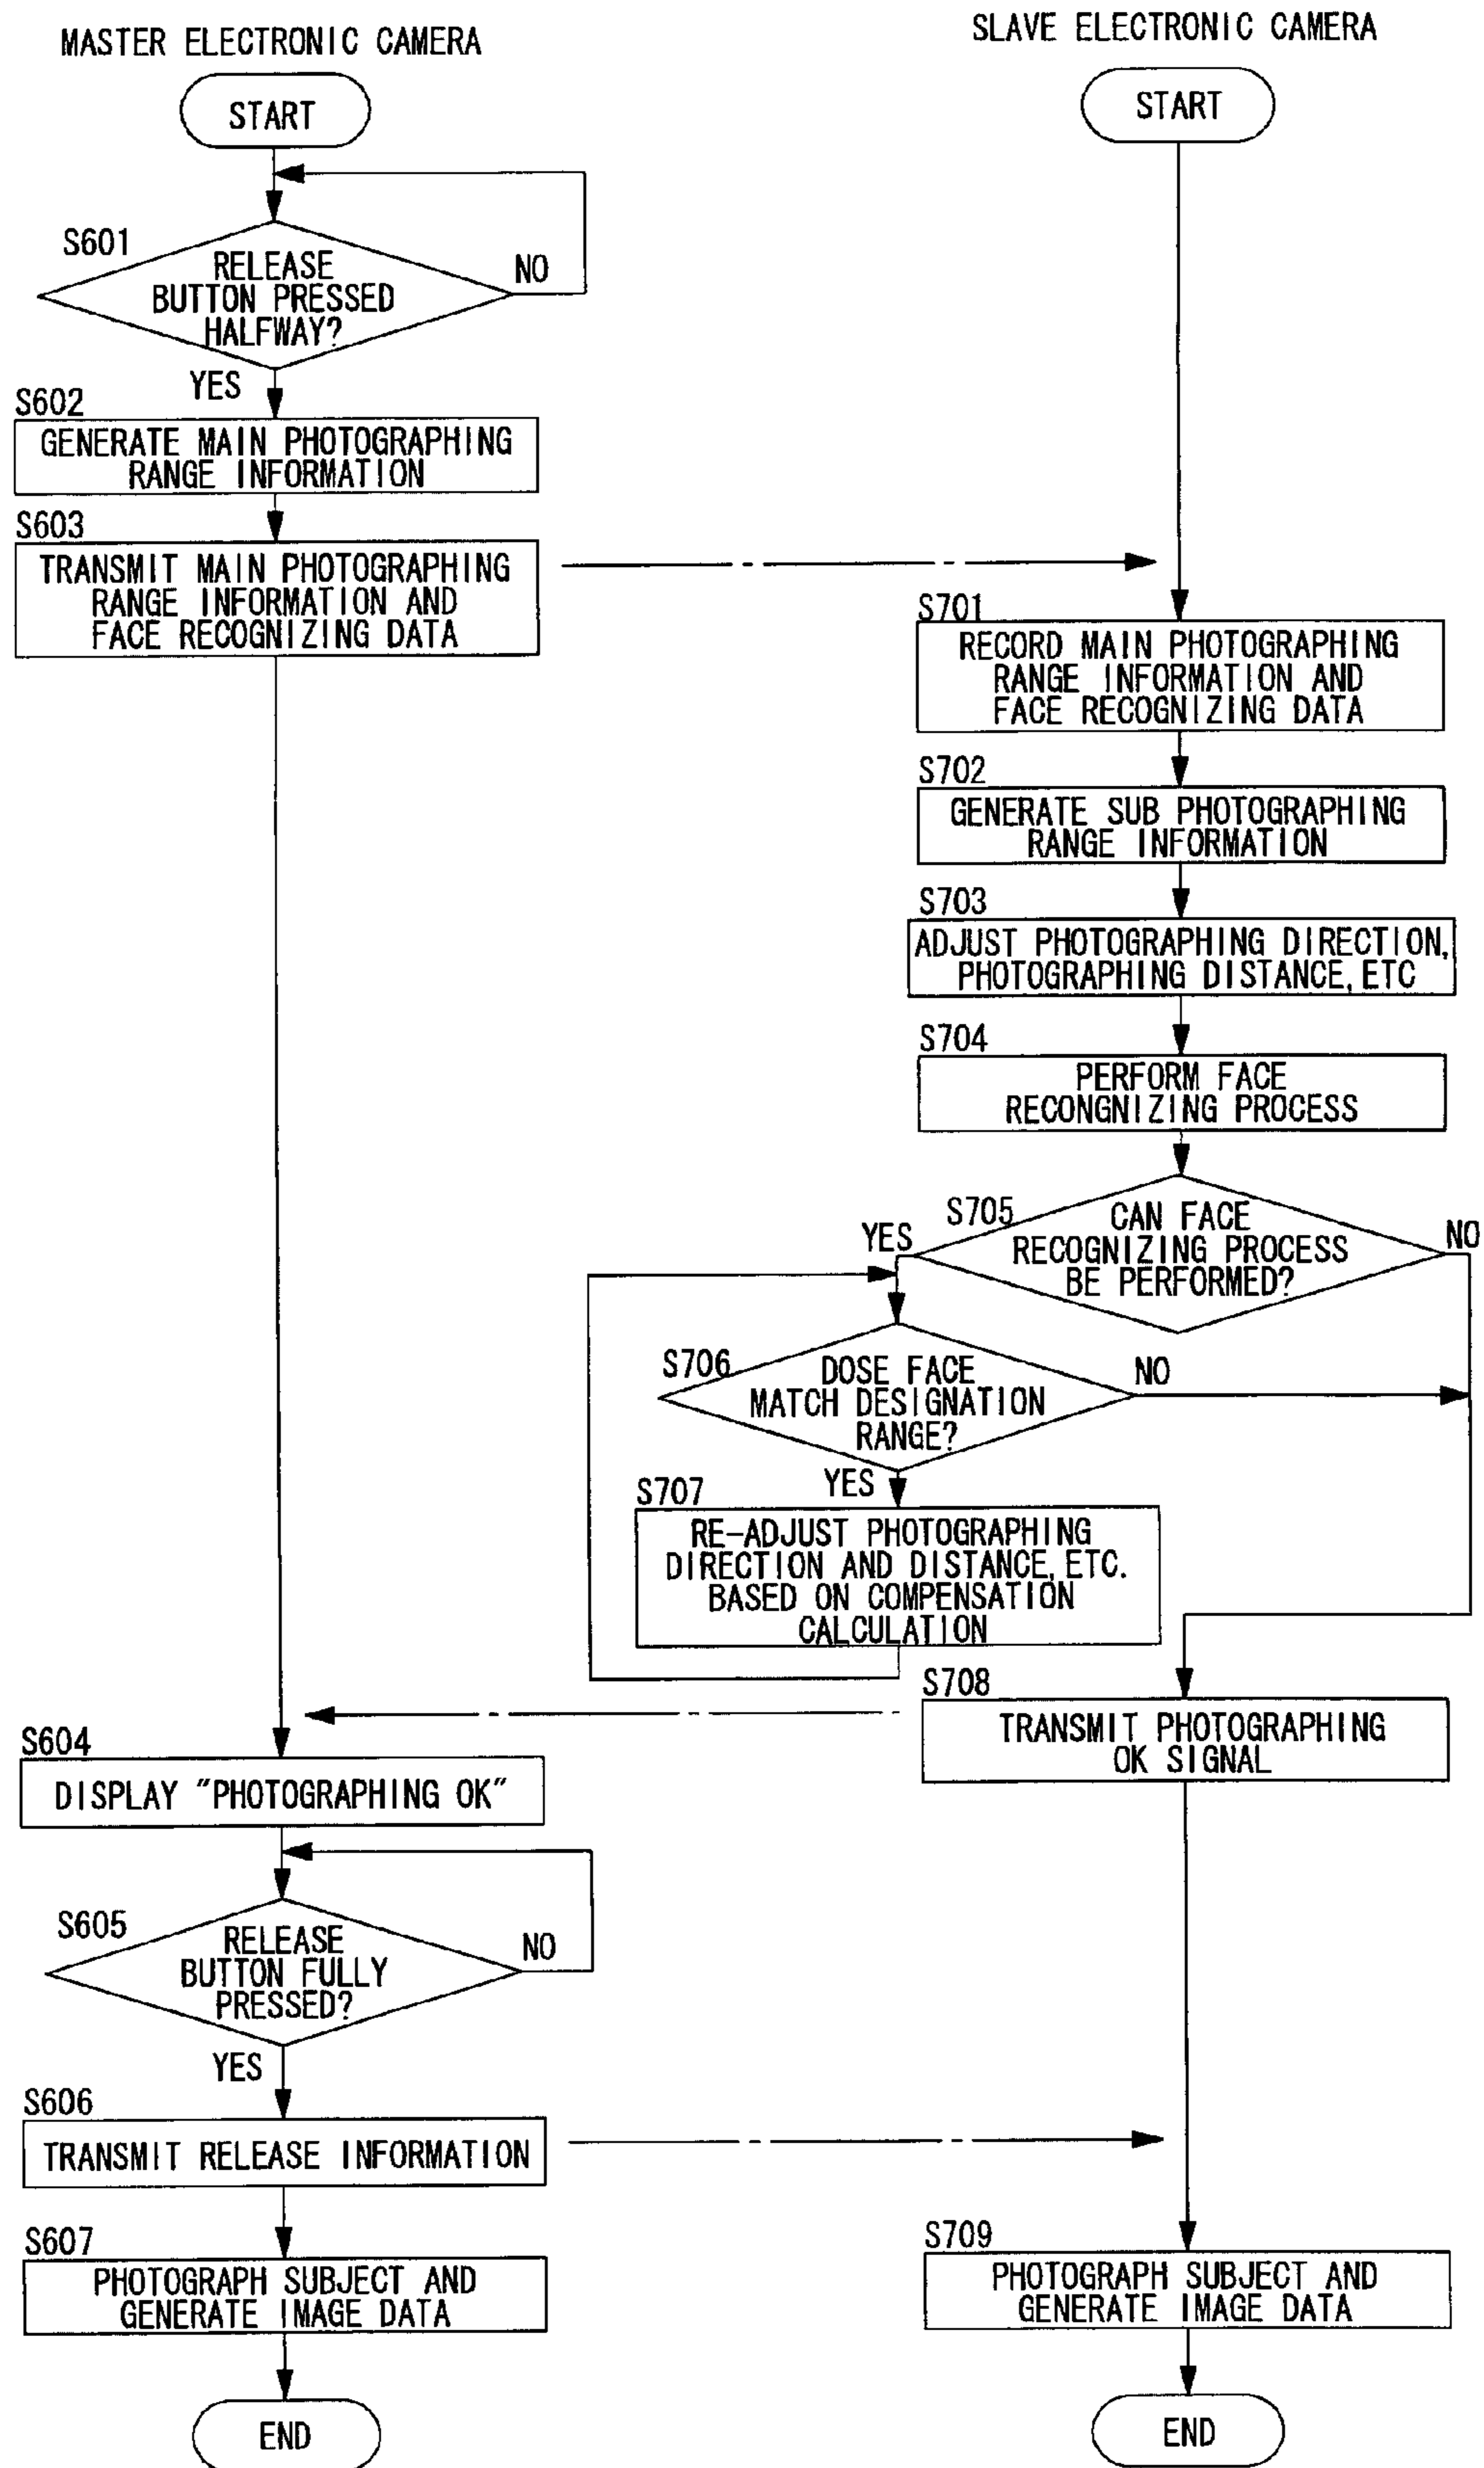 MASTER ELECTRONIC CAMERA
START
S601
RELEASE
BUTTON PRESSED
HALFWAY?
NO
YES
S602
GENERATE MAIN PHOTOGRAPHING
RANGE INFORMATION
S603
TRANSMIT MAIN PHOTOGRAPHING
RANGE INFORMATION AND
FACE RECOGNIZING DATA
S604
DISPLAY "PHOTOGRAPHING OK"
S605
RELEASE
BUTTON FULLY
PRESSED?
NO
YES
S606
TRANSMIT RELEASE INFORMATION
S607
PHOTOGRAPH SUBJECT AND
GENERATE IMAGE DATA
END
SLAVE ELECTRONIC CAMERA
START
S701
RECORD MAIN PHOTOGRAPHING
RANGE INFORMATION AND
FACE RECOGNIZING DATA
S702
GENERATE SUB PHOTOGRAPHING
RANGE INFORMATION
S703
ADJUST PHOTOGRAPHING DIRECTION,
PHOTOGRAPHING DISTANCE, ETC
S704
PERFORM FACE
RECONGNIZING PROCESS
S705
CAN FACE
RECOGNIZING PROCESS
BE PERFORMED?
YES
NO
S706
DOSE FACE
MATCH DESIGNATION
RANGE?
NO
YES
S707
RE-ADJUST PHOTOGRAPHING
DIRECTION AND DISTANCE, ETC.
BASED ON COMPENSATION
CALCULATION
S708
TRANSMIT PHOTOGRAPHING
OK SIGNAL
S709
PHOTOGRAPH SUBJECT AND
GENERATE IMAGE DATA
END